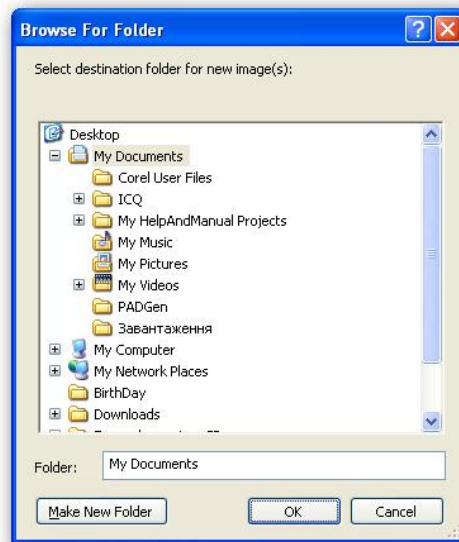 Browse For Folder
Select destination folder for new image(s):
Desktop
My Documents
Corel User Files
ICQ
My HelpAndManual Projects
My Music
My Pictures
My Videos
PADGen
Завантаження
My Computer
My Network Places
BirthDay
Downloads
Folder: My Documents
Make New Folder OK Cancel